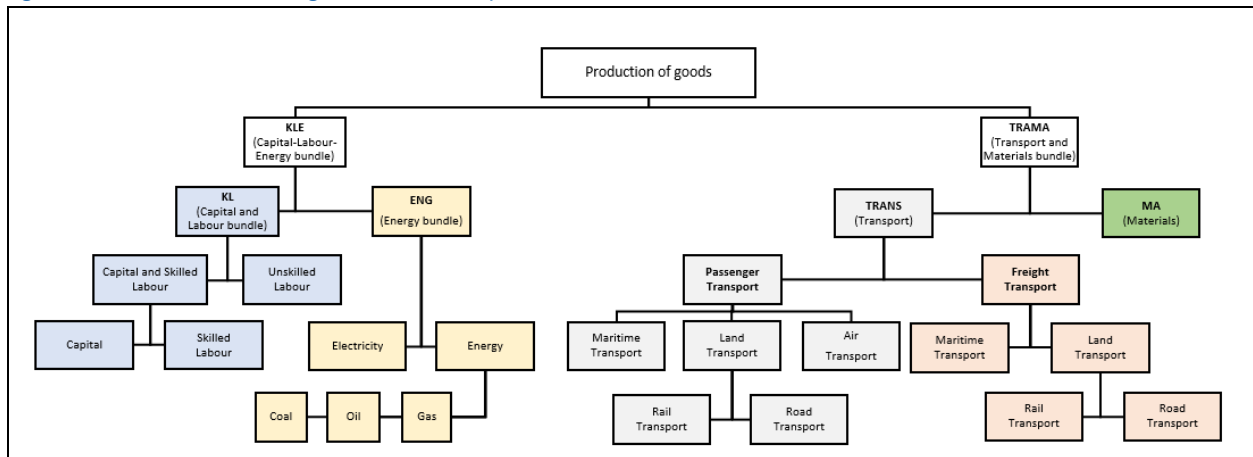 Production of goods
KLE
(Capital-Labour-
Energy bundle)
TRAMA
(Transport and
Materials bundle)
KL
(Capital and
Labour bundle)
ENG
(Energy bundle)
TRANS
(Transport)
MA
(Materials)
Capital and Skilled
Labour
Unskilled
Labour
Passenger
Transport
Freight
Transport
Capital
Skilled
Labour
Electricity
Energy
Maritime
Transport
Land
Transport
Air
Transport
Maritime
Transport
Land
Transport
Coal
Oil
Gas
Rail
Transport
Road
Transport
Rail
Transport
Road
Transport